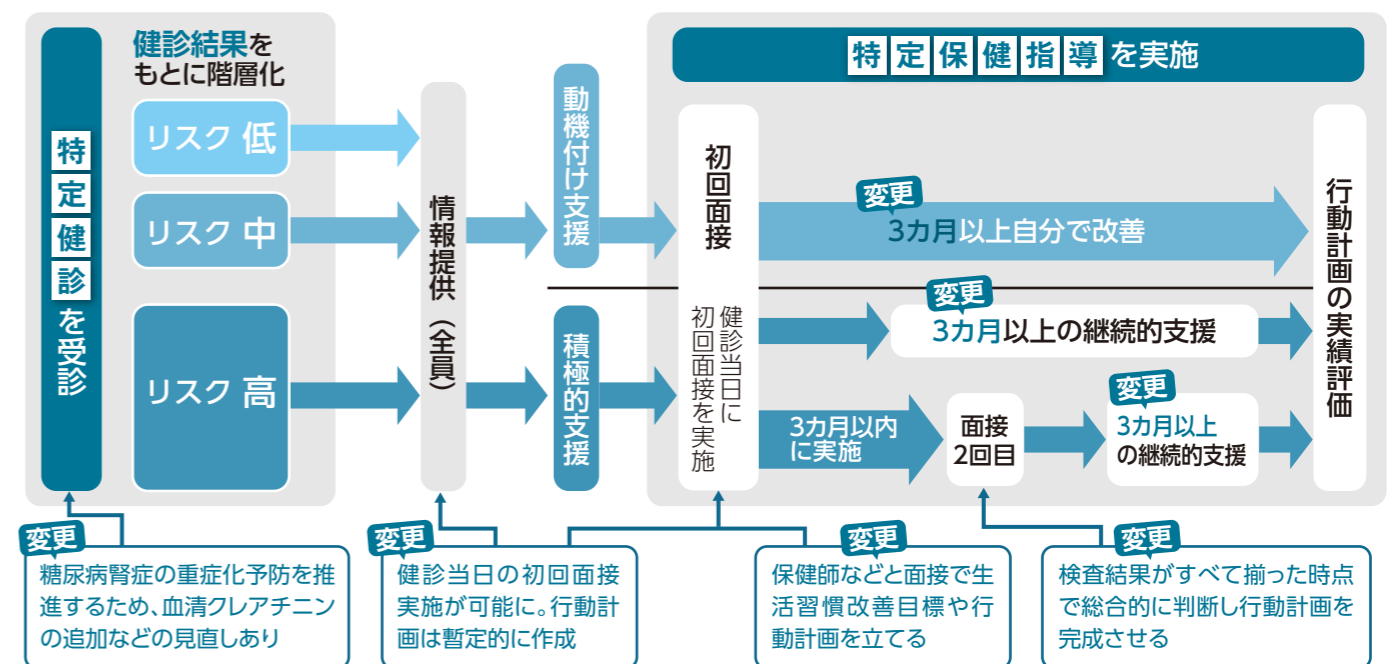 特定健診を受診
健診結果を
もとに階層化
リスク 低
リスク 中
リスク 高
情報提供（全員）
動機付け支援
積極的支援
特定保健指導を実施
初回面接
健診当日に
初回面接を実施
変更
3カ月以上自分で改善
変更
3カ月以上の継続的支援
3カ月以内
に実施
面接
2回目
変更
3カ月以上
の継続的支援
行動計画の実績評価
変更
糖尿病腎症の重症化予防を推
進するため、血清クレアチニン
の追加などの見直しあり
変更
健診当日の初回面接
実施が可能に。行動計
画は暫定的に作成
変更
保健師などと面接で生
活習慣改善目標や行
動計画を立てる
変更
検査結果がすべて揃った時点
で総合的に判断し行動計画を
完成させる